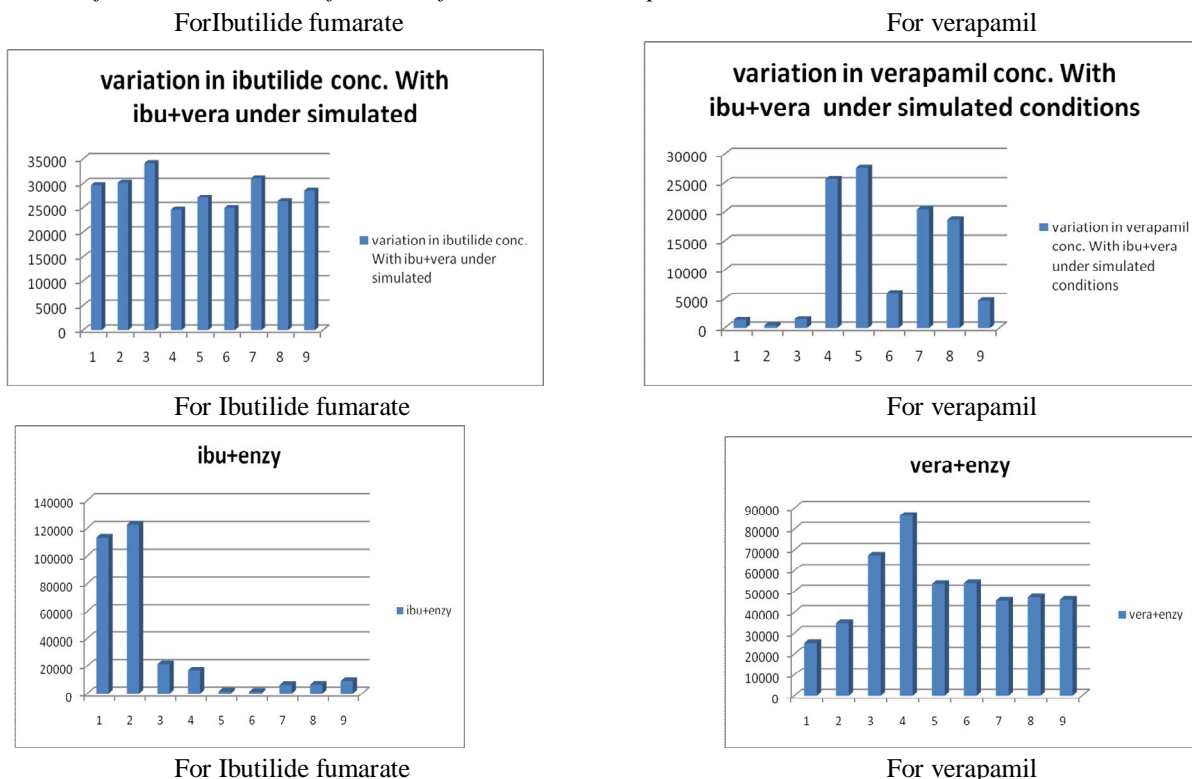 ForIbutilide fumarate
For verapamil
variation in ibutilide conc. With
ibu+vera under simulated
35000
30000
25000
20000
15000
10000
5000
0
1 2 3 4 5 6 7 8 9
variation in ibutilide conc.
With ibu+vera under
simulated
variation in verapamil conc. With
ibu+vera under simulated conditions
30000
25000
20000
15000
10000
5000
0
1 2 3 4 5 6 7 8 9
variation in verapamil
conc. With ibu+vera
under simulated
conditions
For Ibutilide fumarate
For verapamil
ibu+enzy
140000
120000
100000
80000
60000
40000
20000
0
1 2 3 4 5 6 7 8 9
ibu+enzy
vera+enzy
90000
80000
70000
60000
50000
40000
30000
20000
10000
0
1 2 3 4 5 6 7 8 9
vera+enzy
For Ibutilide fumarate
For verapamil